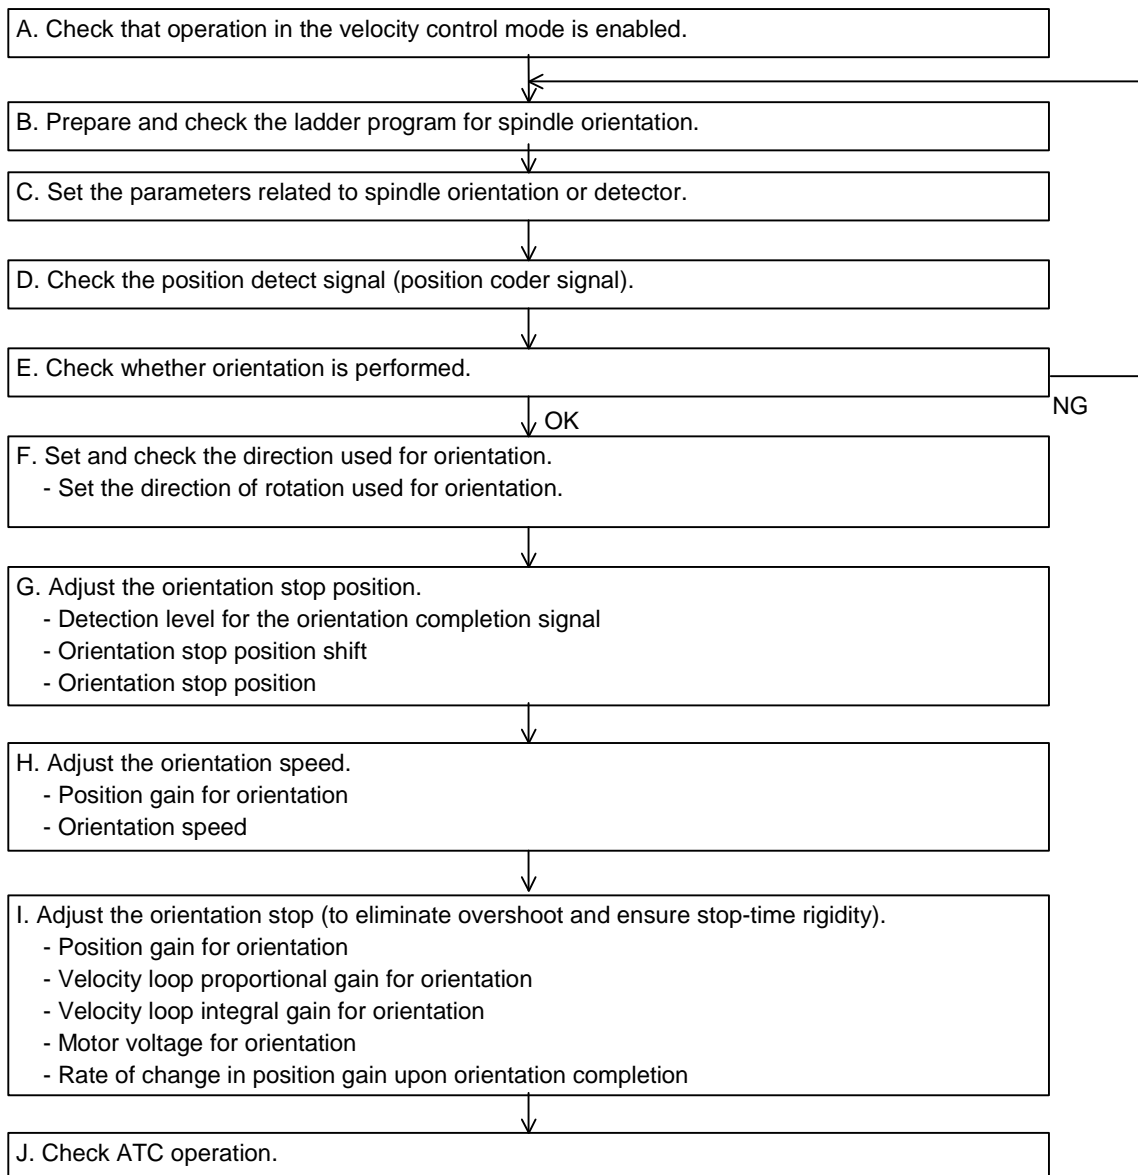 A. Check that operation in the velocity control mode is enabled.
B. Prepare and check the ladder program for spindle orientation.
C. Set the parameters related to spindle orientation or detector.
D. Check the position detect signal (position coder signal).
E. Check whether orientation is performed.
NG
OK
F. Set and check the direction used for orientation.
- Set the direction of rotation used for orientation.
G. Adjust the orientation stop position.
- Detection level for the orientation completion signal
- Orientation stop position shift
- Orientation stop position
H. Adjust the orientation speed.
- Position gain for orientation
- Orientation speed
I. Adjust the orientation stop (to eliminate overshoot and ensure stop-time rigidity).
- Position gain for orientation
- Velocity loop proportional gain for orientation
- Velocity loop integral gain for orientation
- Motor voltage for orientation
- Rate of change in position gain upon orientation completion
J. Check ATC operation.